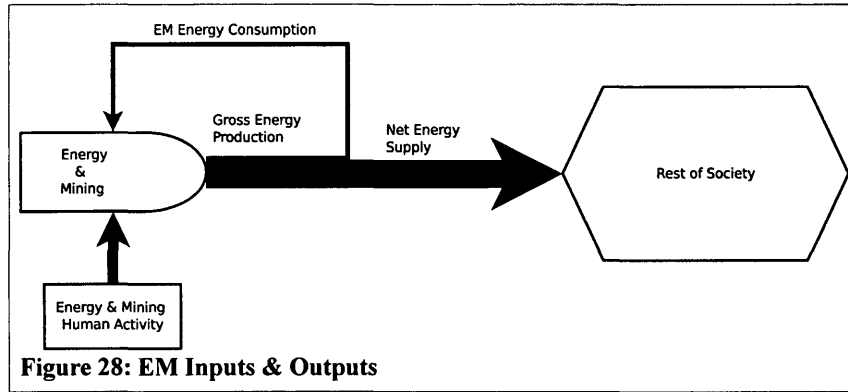 EM Energy Consumption
Gross Energy
Production
Net Energy
Supply
Energy
&
Mining
Rest of Society
Energy & Mining
Human Activity
Figure 28: EM Inputs & Outputs